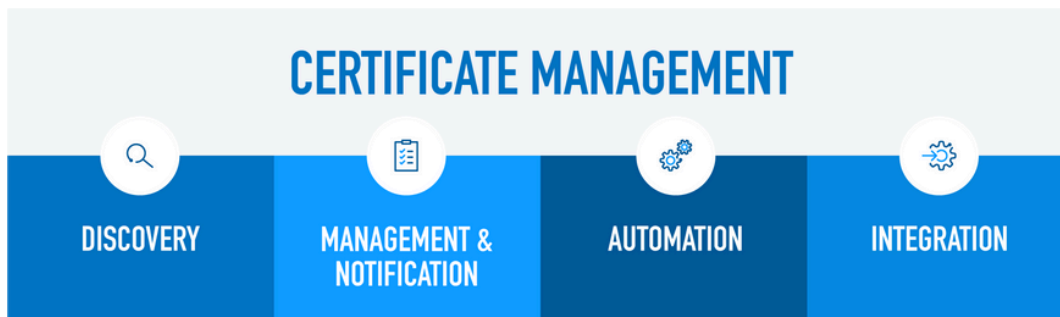 CERTIFICATE MANAGEMENT
DISCOVERY
MANAGEMENT &
NOTIFICATION
AUTOMATION
INTEGRATION